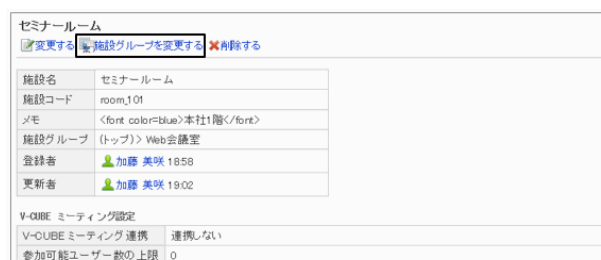 セミナールーム
変更する 施設グループを変更する 削除する
施設名 セミナールーム
施設コード room_101
メモ <font color=blue>本社1階</font>
施設グループ (トップ) > Web会議室
登録者 加藤 美咲 18:58
更新者 加藤 美咲 19:02
V-CUBE ミーティング設定
V-CUBE ミーティング連携 連携しない
参加可能ユーザー数の上限 0